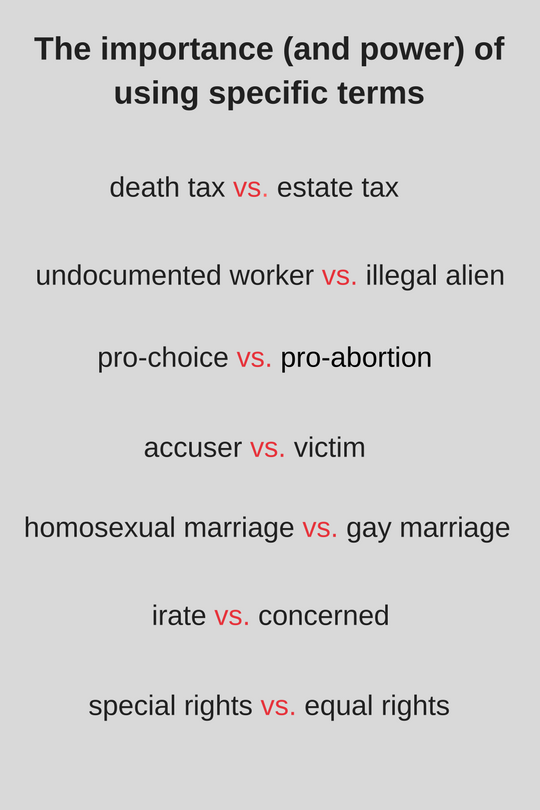 The importance (and power) of
using specific terms
death tax vs. estate tax
undocumented worker vs. illegal alien
pro-choice vs. pro-abortion
accuser vs. victim
homosexual marriage vs. gay marriage
irate vs. concerned
special rights vs. equal rights